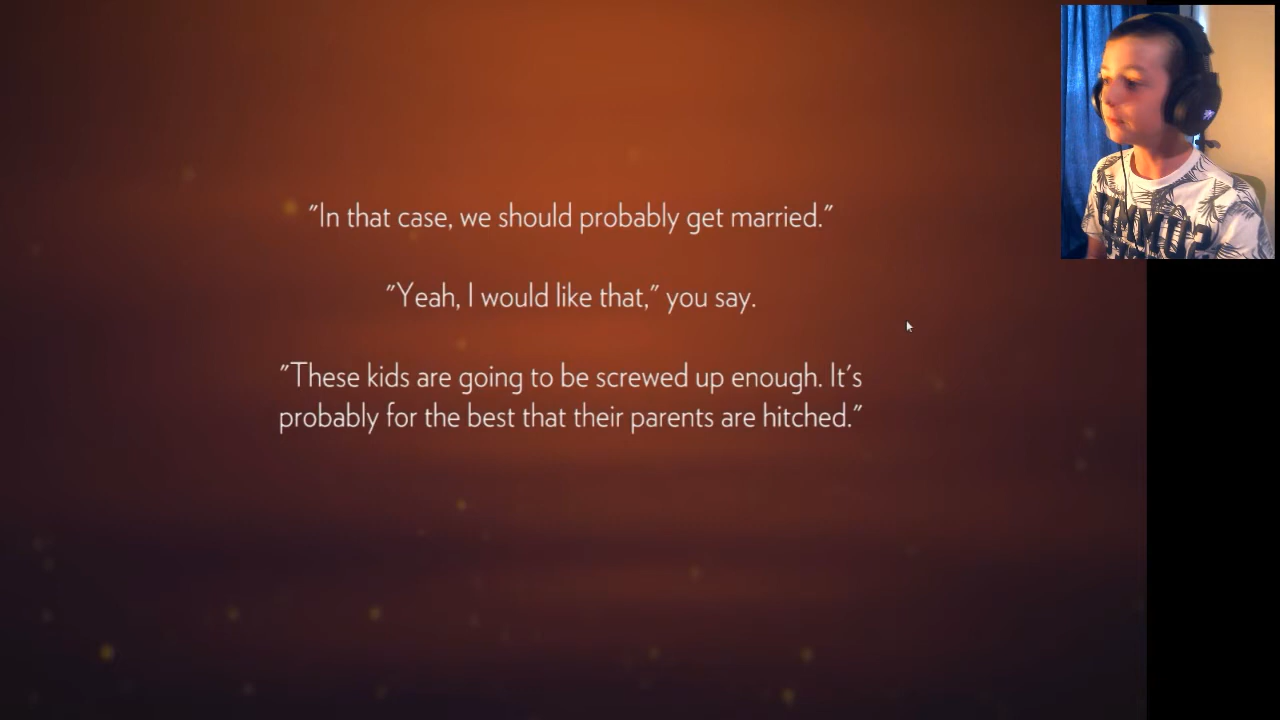 "In that case, we should probably get married."
"Yeah, I would like that," you say.
"These kids are going to be screwed up enough. It's
probably for the best that their parents are hitched."